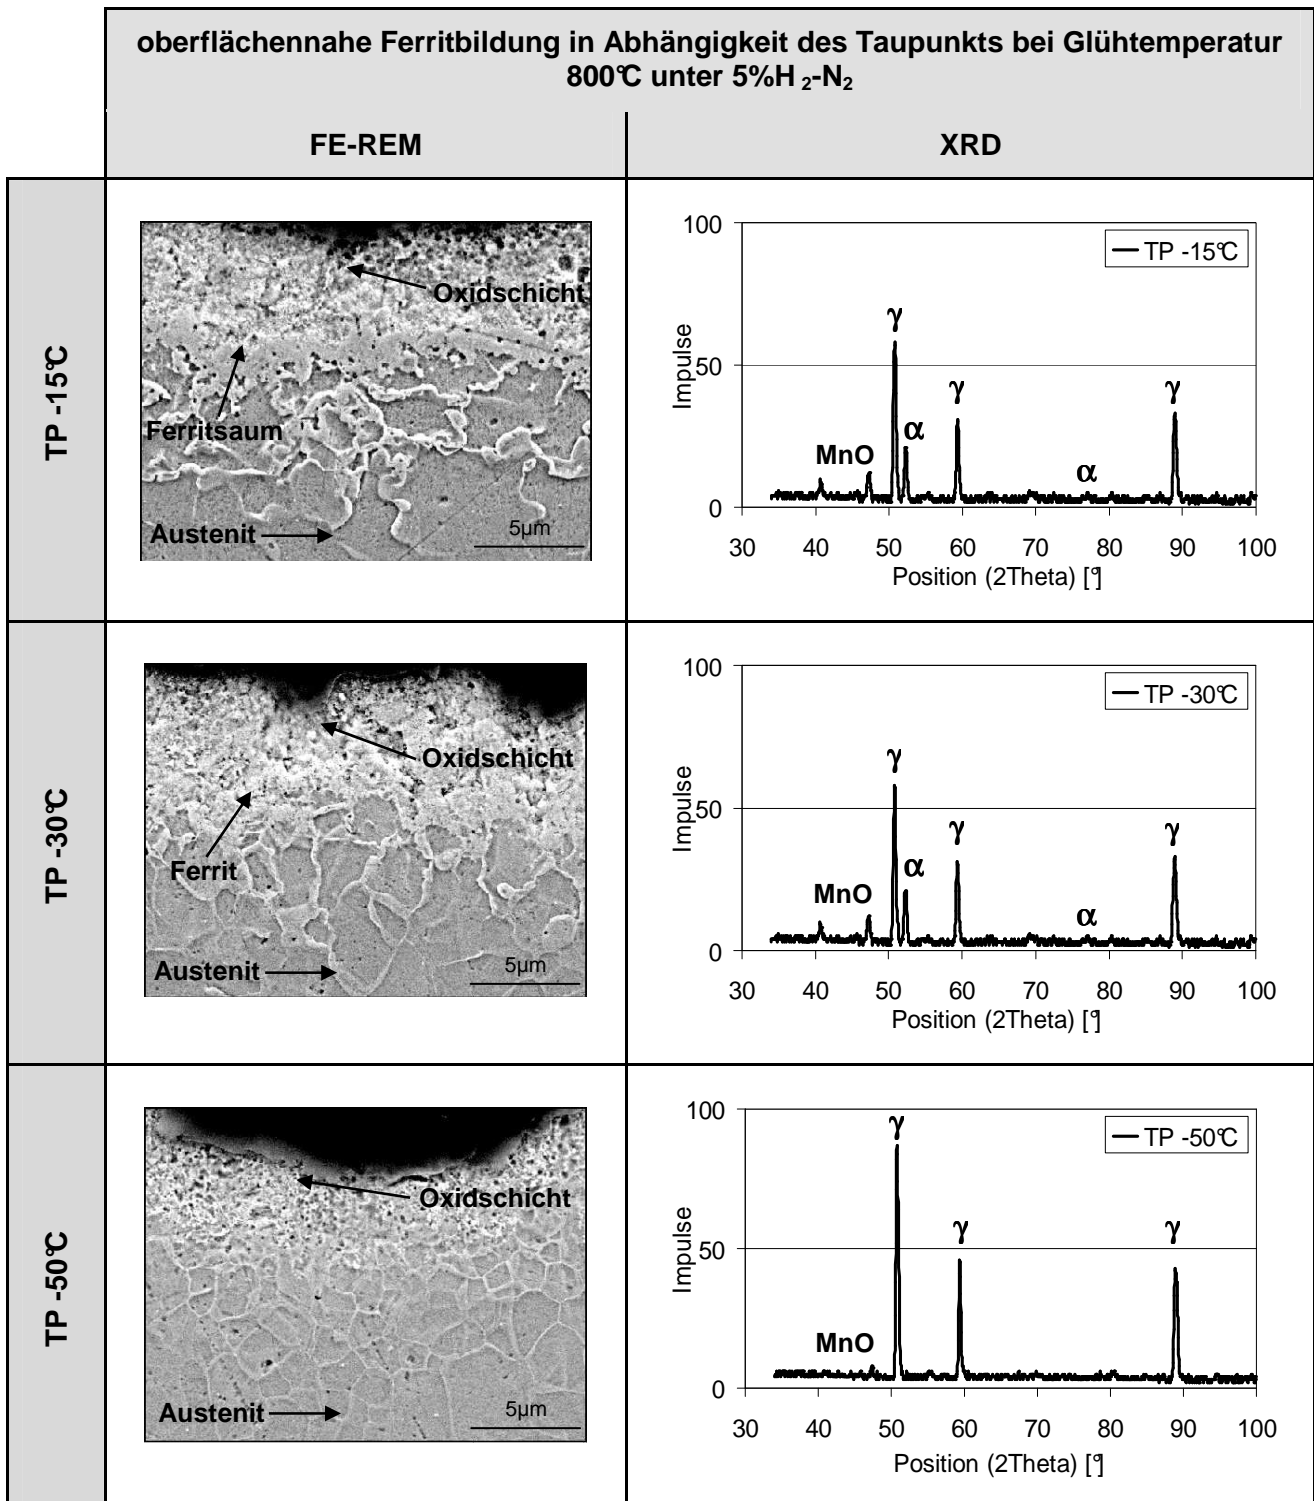 oberflächennahe Ferritbildung in Abhängigkeit des Taupunkts bei Glühtemperatur
800°C unter 5%H2-N2
FE-REM
XRD
TP -15°C
Oxidschicht
Ferritsaum
Austenit
5µm
100
50
0
Impulse
TP -15°C
γ
γ
γ
α
MnO
α
30 40 50 60 70 80 90 100
Position (2Theta) [°]
TP -30°C
Oxidschicht
Ferrit
Austenit
5µm
100
50
0
Impulse
TP -30°C
γ
γ
γ
α
MnO
α
30 40 50 60 70 80 90 100
Position (2Theta) [°]
TP -50°C
Oxidschicht
Austenit
5µm
100
50
0
Impulse
TP -50°C
γ
γ
γ
MnO
30 40 50 60 70 80 90 100
Position (2Theta) [°]